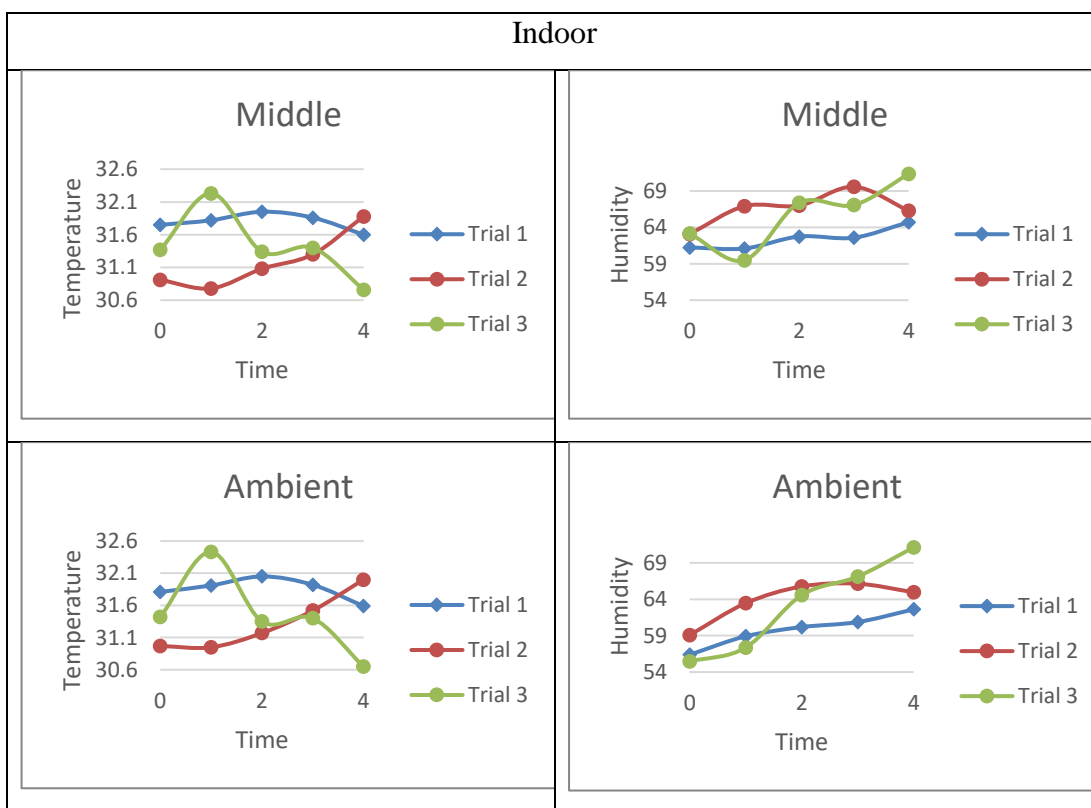 Indoor
Middle
Temperature
32.6
32.1
31.6
31.1
30.6
0 2 4
Time
Trial 1
Trial 2
Trial 3
Middle
Humidity
69
64
59
54
0 2 4
Time
Trial 1
Trial 2
Trial 3
Ambient
Temperature
32.6
32.1
31.6
31.1
30.6
0 2 4
Time
Trial 1
Trial 2
Trial 3
Ambient
Humidity
69
64
59
54
0 2 4
Time
Trial 1
Trial 2
Trial 3